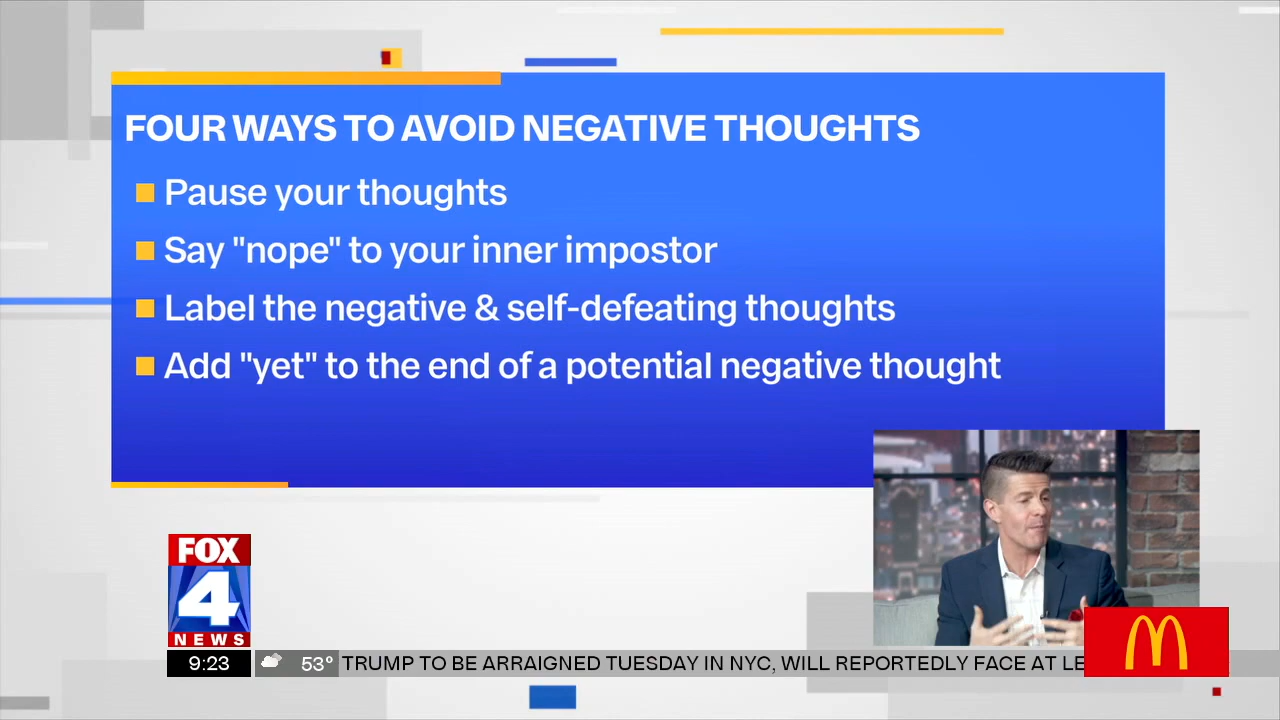 FOUR WAYS TO AVOID NEGATIVE THOUGHTS
Pause your thoughts
Say "nope" to your inner impostor
Label the negative & self-defeating thoughts
Add "yet" to the end of a potential negative thought
FOX
4
NEWS
9:23 53° TRUMP TO BE ARRAIGNED TUESDAY IN NYC, WILL REPORTEDLY FACE AT LE